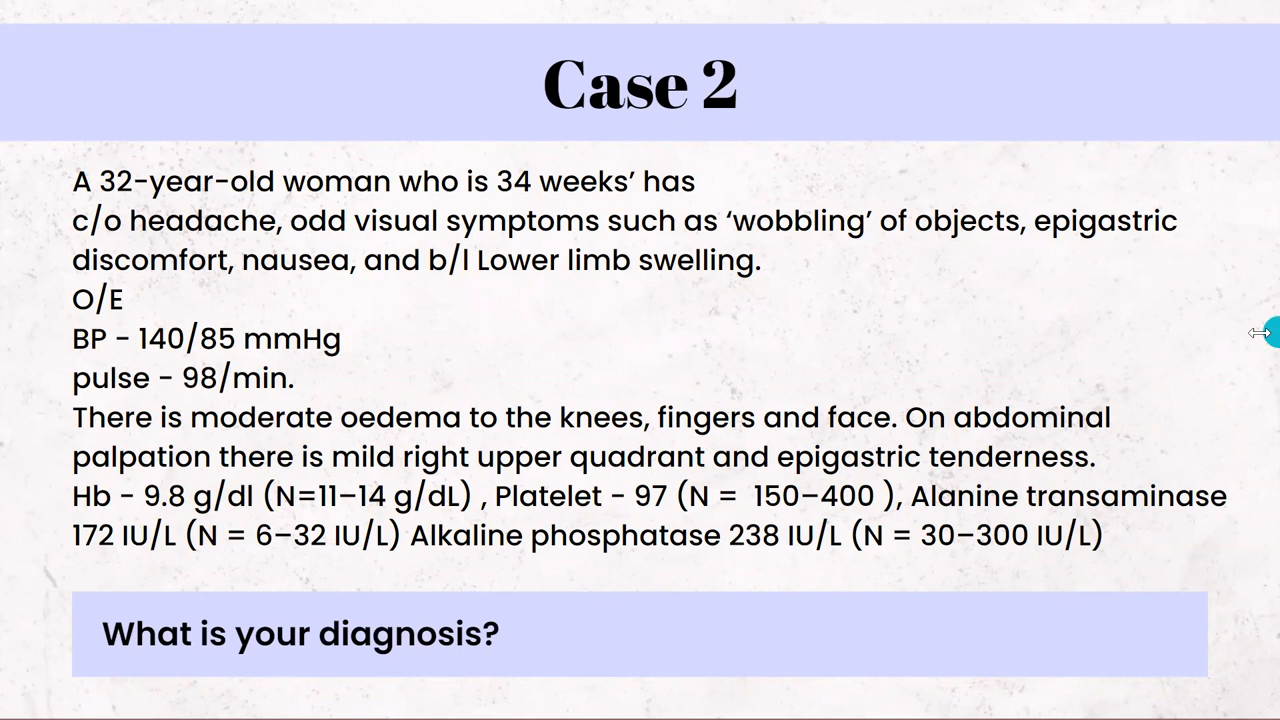 Case 2
A 32-year-old woman who is 34 weeks’ has
c/o headache, odd visual symptoms such as ‘wobbling’ of objects, epigastric
discomfort, nausea, and b/l Lower limb swelling.
O/E
BP - 140/85 mmHg
pulse - 98/min.
There is moderate oedema to the knees, fingers and face. On abdominal
palpation there is mild right upper quadrant and epigastric tenderness.
Hb - 9.8 g/dl (N=11–14 g/dL) , Platelet - 97 (N = 150–400 ), Alanine transaminase
172 IU/L (N = 6–32 IU/L) Alkaline phosphatase 238 IU/L (N = 30–300 IU/L)
What is your diagnosis?